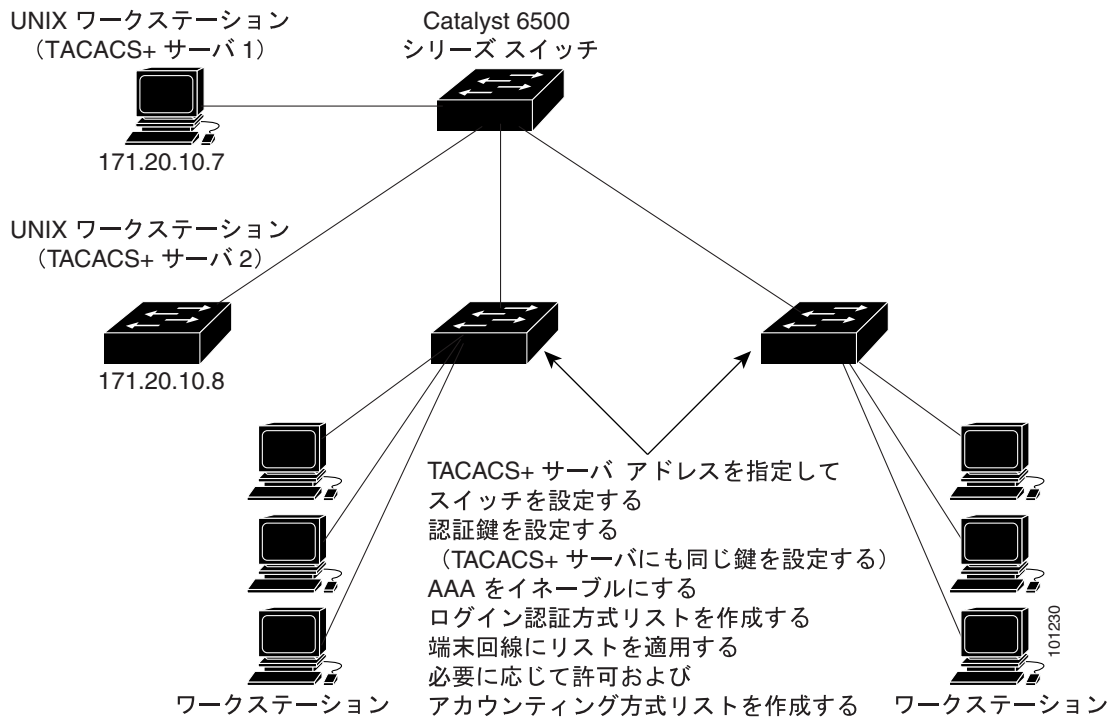 UNIX ワークステーション
（TACACS+ サーバ 1）
171.20.10.7
Catalyst 6500
シリーズ スイッチ
UNIX ワークステーション
（TACACS+ サーバ 2）
171.20.10.8
TACACS+ サーバ アドレスを指定して
スイッチを設定する
認証鍵を設定する
（TACACS+ サーバにも同じ鍵を設定する）
AAA をイネーブルにする
ログイン認証方式リストを作成する
端末回線にリストを適用する
必要に応じて許可および
アカウンティング方式リストを作成する
ワークステーション
ワークステーション
101230